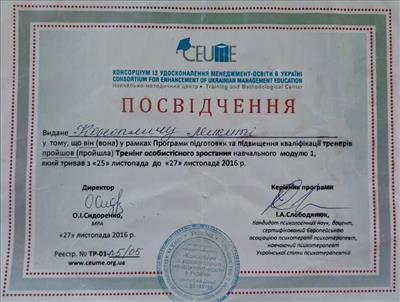 CEUME
КОНСОРЦІУМ ІЗ УДОСКОНАЛЕННЯ МЕНЕДЖМЕНТ-ОСВІТИ В УКРАЇНІ
CONSORTIUM FOR ENHANCEMENT OF UKRAINIAN MANAGEMENT EDUCATION
Навчально-методичний центр • Training and Methodological Center
ПОСВІДЧЕННЯ
Видане
у тому, що він (вона) у рамках Програми підготовки та підвищення кваліфікації тренерів
пройшов (пройшла) Тренінг особистісного зростання навчального модулю 1,
який тривав з «25» листопада до «27» листопада 2016 р.
Директор
О.І.Сидоренко,
«27» листопада 2016 р.
Реєстр. № ТР-01-05/05
www.ceume.org.ua
Керівник програми
І.А.Слободянюк,
Кандидат психологічних наук, доцент,
сертифікований Європейською
асоціацією психотерапії психотерапевт,
навчаючий психотерапевт
Української спілки психотерапевтів